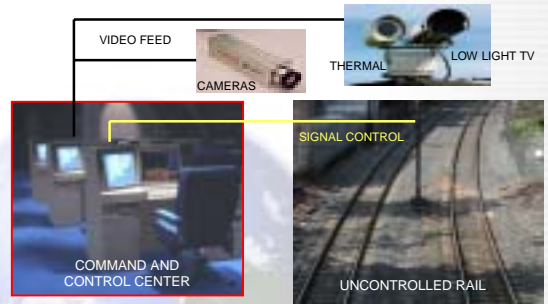 VIDEO FEED
CAMERAS
THERMAL
LOW LIGHT TV
SIGNAL CONTROL
COMMAND AND
CONTROL CENTER
UNCONTROLLED RAIL